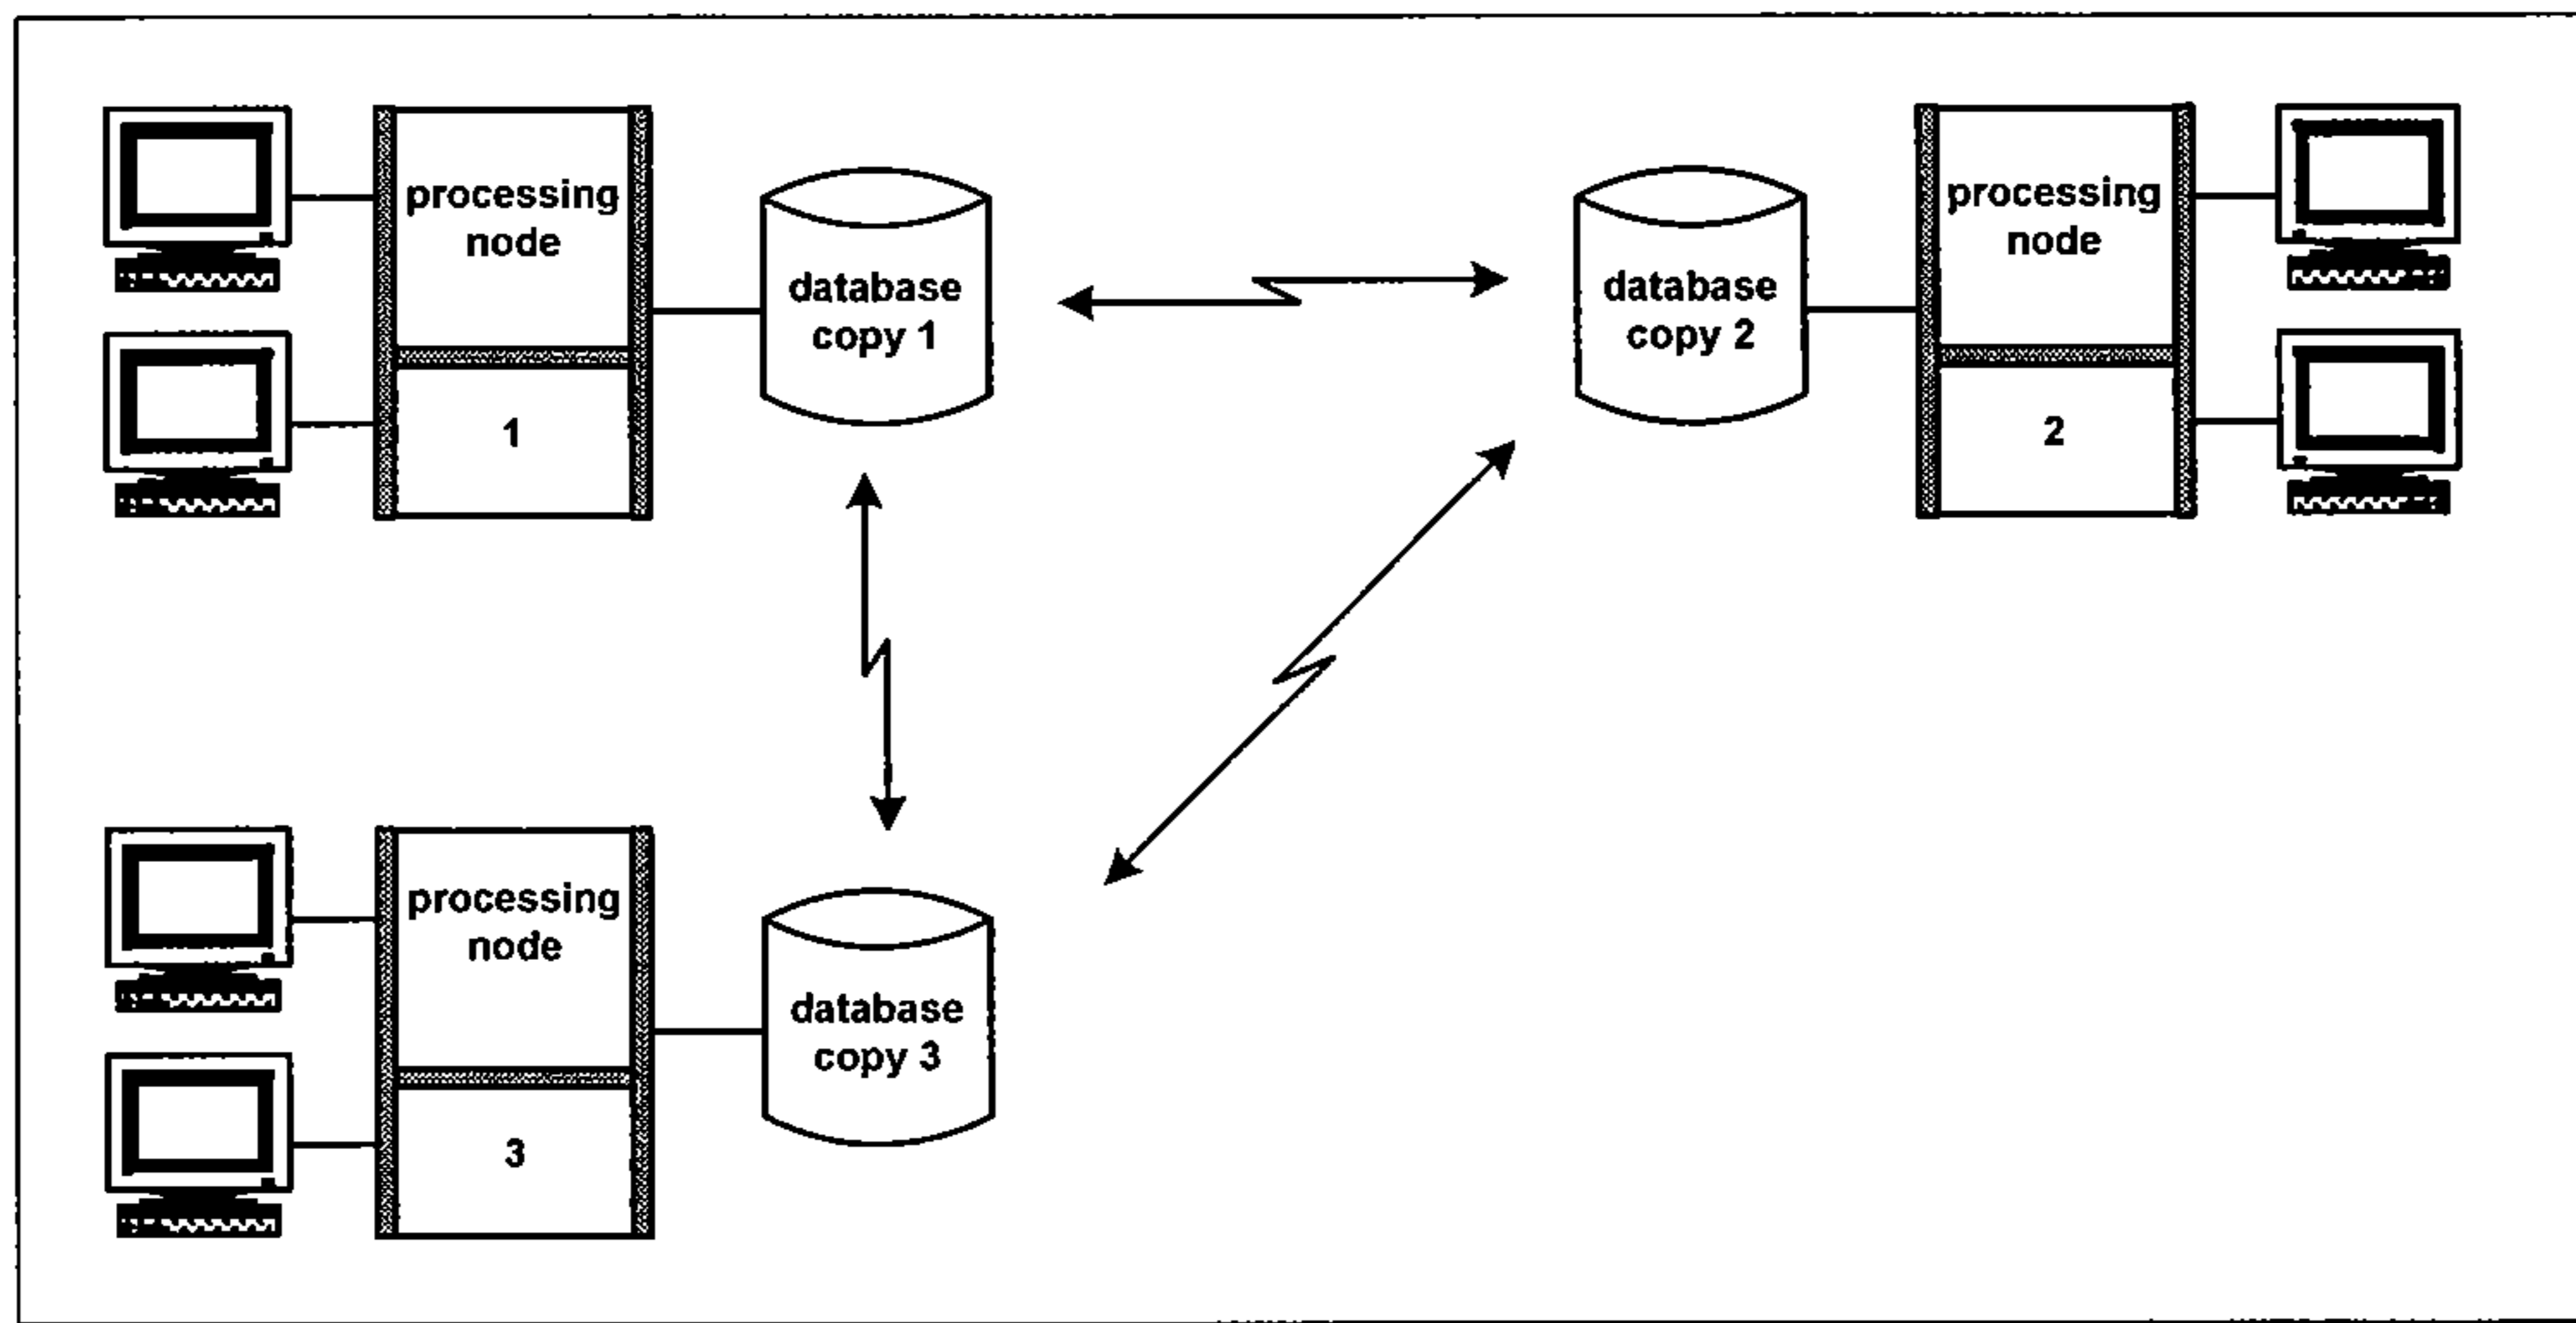 processing
node
1
database
copy 1
database
copy 2
processing
node
2
processing
node
3
database
copy 3